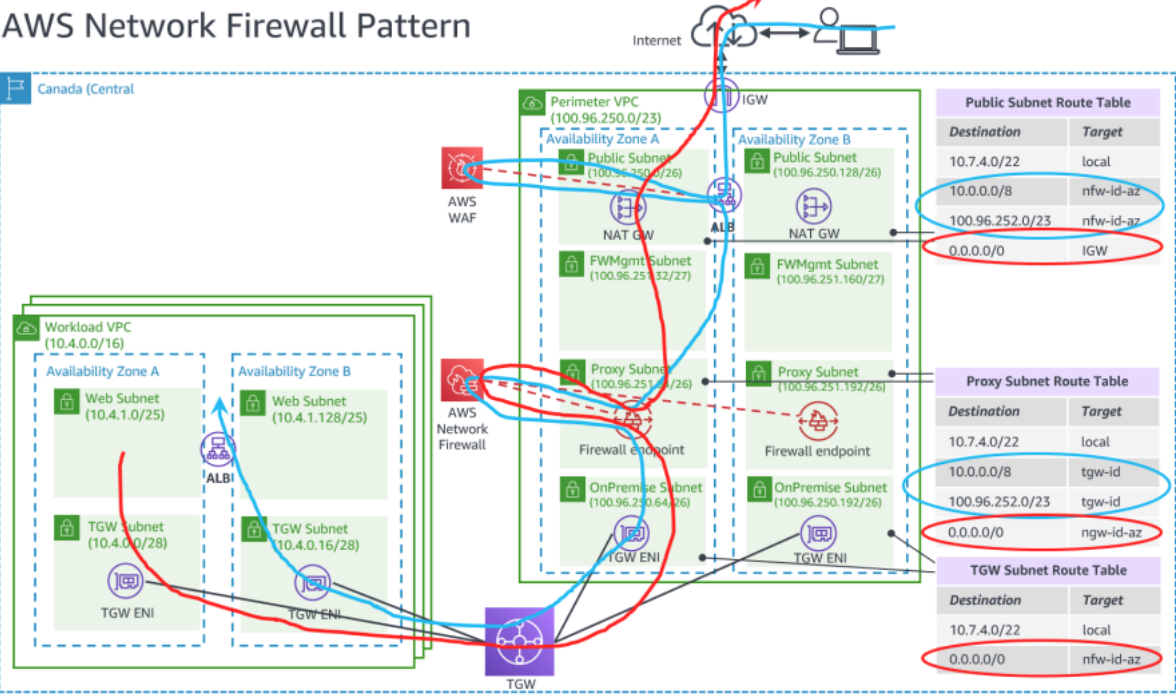 AWS Network Firewall Pattern
Internet
Canada (Central
IGW
Perimeter VPC
(100.96.250.0/23)
Availability Zone A
Availability Zone B
Public Subnet
(100.96.250.0/26)
Public Subnet
(100.96.250.128/26)
AWS
WAF
ALB
NAT GW
NAT GW
FWMgmt Subnet
(100.96.251.32/27)
FWMgmt Subnet
(100.96.251.160/27)
Proxy Subnet
/26)
Proxy Subnet
(100.96.251.192/26)
AWS
Network
Firewall
Firewall endpoint
Firewall endpoint
OnPremise Subnet
(100.96.250.64/26)
OnPremise Subnet
(100.96.250.192/26)
TGW ENI
TGW ENI
Workload VPC
(10.4.0.0/16)
Availability Zone A
Availability Zone B
Web Subnet
(10.4.1.0/25)
Web Subnet
(10.4.1.128/25)
ALB
TGW Subnet
(10.4.0.0/28)
TGW Subnet
(10.4.0.16/28)
TGW ENI
TGW ENI
TGW
Public Subnet Route Table
Destination Target
10.7.4.0/22 local
10.0.0.0/8 nfw-id-az
100.96.252.0/23 nfw-id-az
0.0.0.0/0 IGW
Proxy Subnet Route Table
Destination Target
10.7.4.0/22 local
10.0.0.0/8 tgw-id
100.96.252.0/23 tgw-id
0.0.0.0/0 ngw-id-az
TGW Subnet Route Table
Destination Target
10.7.4.0/22 local
0.0.0.0/0 nfw-id-az